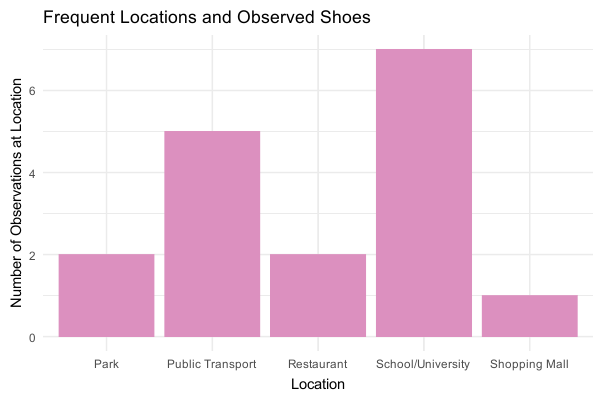 Frequent Locations and Observed Shoes
Number of Observations at Location
6
4
2
0
Park Public Transport Restaurant School/University Shopping Mall
Location